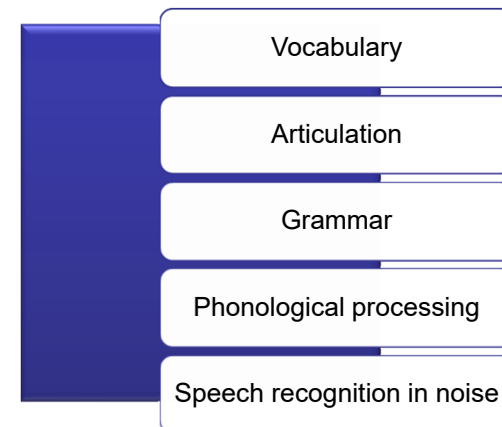 Vocabulary
Articulation
Grammar
Phonological processing
Speech recognition in noise